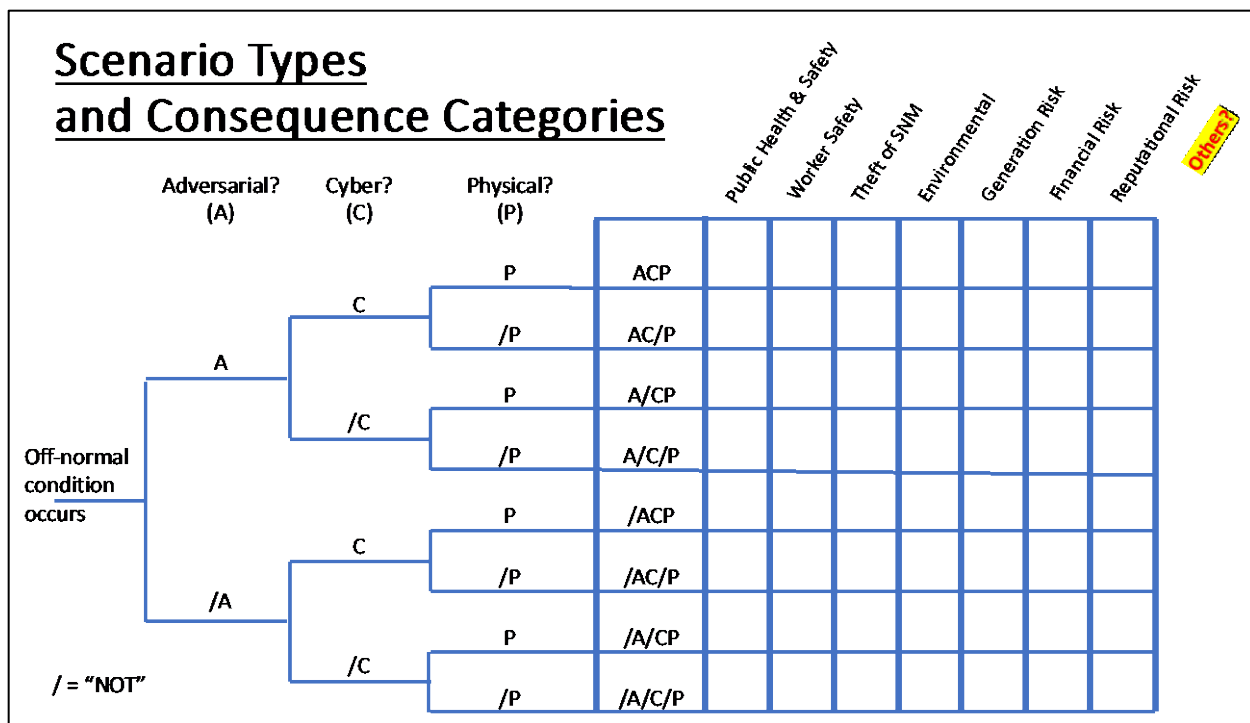 Scenario Types
and Consequence Categories
Public Health & Safety
Worker Safety
Theft of SNM
Environmental
Generation Risk
Financial Risk
Reputational Risk
Others?
Adversarial?
(A)
Cyber?
(C)
Physical?
(P)
P
ACP
C
/P
AC/P
A
P
A/CP
/C
/P
A/C/P
Off-normal
condition
occurs
P
/ACP
C
/P
/AC/P
/A
P
/A/CP
/C
/P
/A/C/P
/ = “NOT”